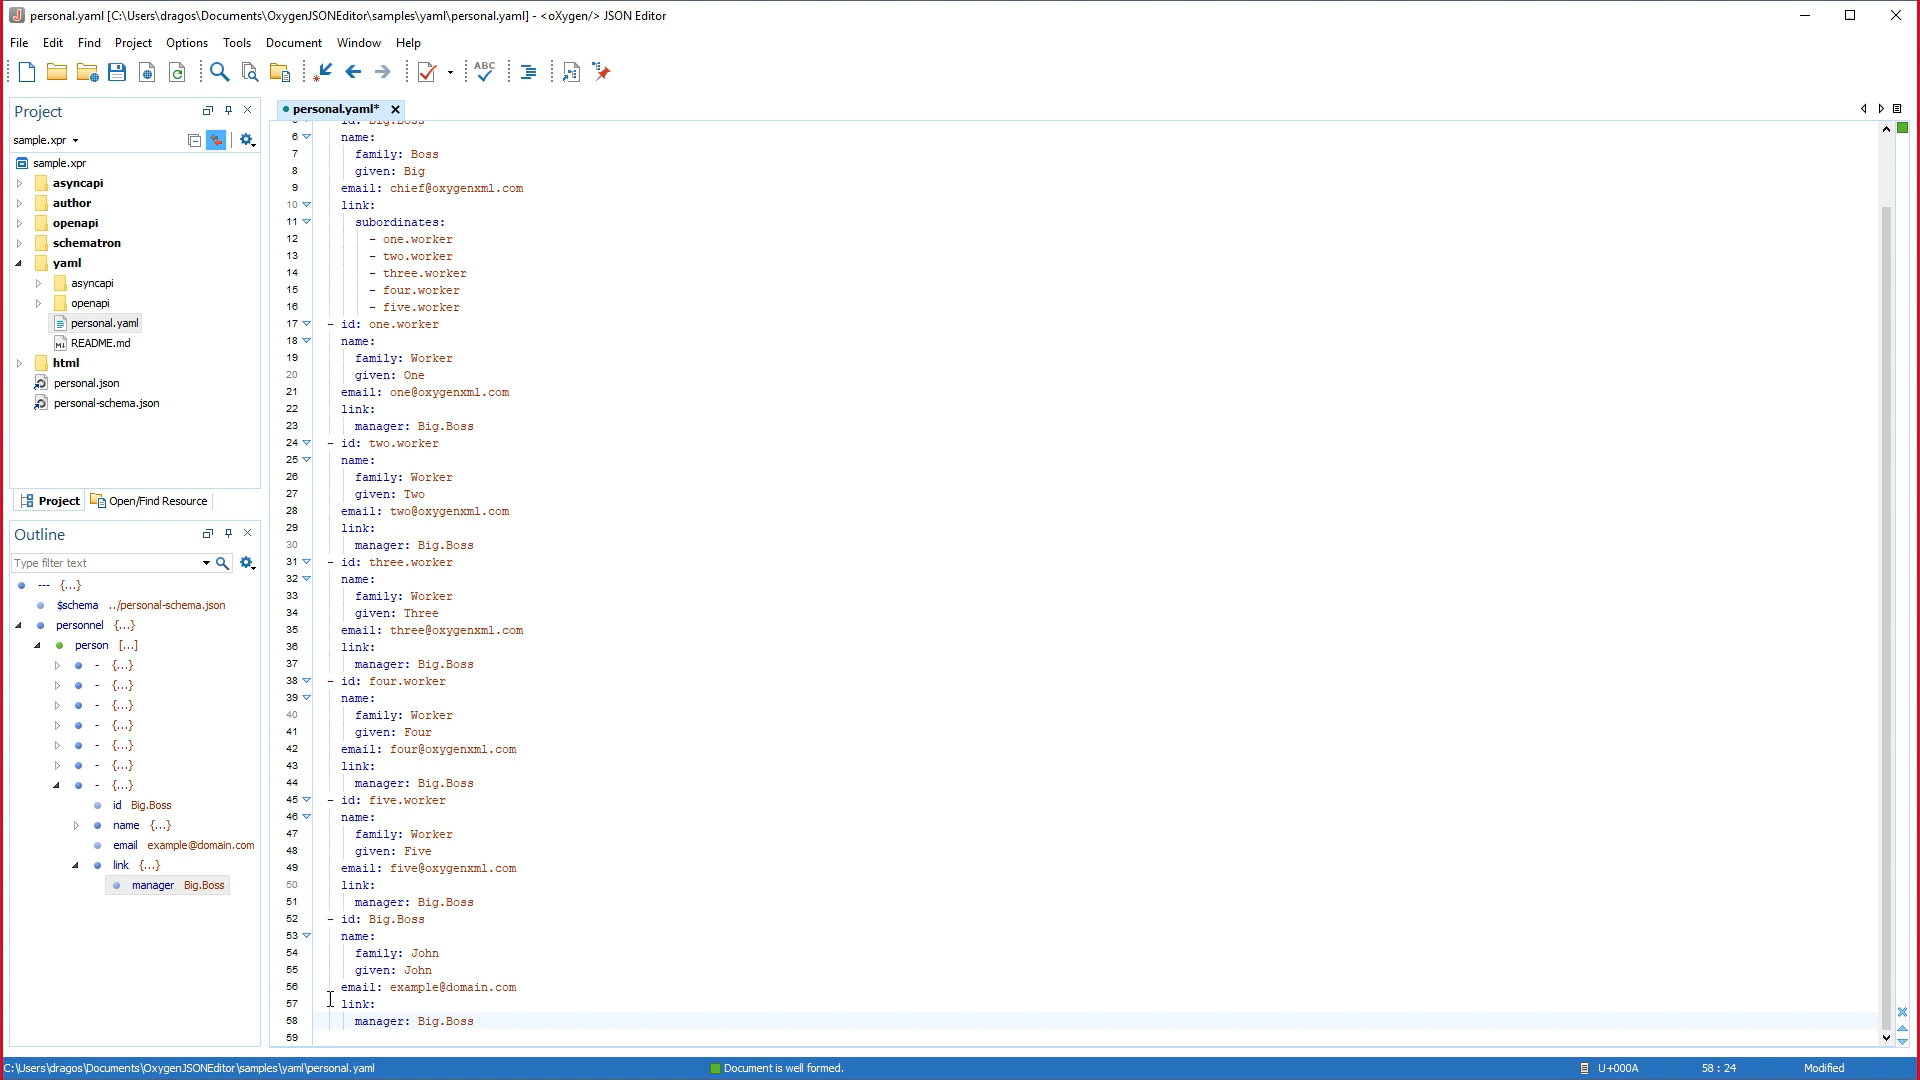 personal.yaml [C:\Users\dragos\Documents\OxygenJSONEditor\samples\yaml\personal.yaml] - <oXygen/> JSON Editor
File Edit Find Project Options Tools Document Window Help
ABC
Project
sample.xpr
sample.xpr
asyncapi
author
openapi
schematron
yaml
asyncapi
openapi
personal.yaml
README.md
html
personal.json
personal-schema.json
Project Open/Find Resource
Outline
Type filter text
--- {...}
$schema ../personal-schema.json
personnel {...}
person [...]
- {...}
- {...}
- {...}
- {...}
- {...}
- {...}
- {...}
id Big.Boss
name {...}
email example@domain.com
link {...}
manager Big.Boss
personal.yaml*
5 id: Big.Boss
6 name:
7 family: Boss
8 given: Big
9 email: chief@oxygenxml.com
10 link:
11 subordinates:
12 - one.worker
13 - two.worker
14 - three.worker
15 - four.worker
16 - five.worker
17 - id: one.worker
18 name:
19 family: Worker
20 given: One
21 email: one@oxygenxml.com
22 link:
23 manager: Big.Boss
24 - id: two.worker
25 name:
26 family: Worker
27 given: Two
28 email: two@oxygenxml.com
29 link:
30 manager: Big.Boss
31 - id: three.worker
32 name:
33 family: Worker
34 given: Three
35 email: three@oxygenxml.com
36 link:
37 manager: Big.Boss
38 - id: four.worker
39 name:
40 family: Worker
41 given: Four
42 email: four@oxygenxml.com
43 link:
44 manager: Big.Boss
45 - id: five.worker
46 name:
47 family: Worker
48 given: Five
49 email: five@oxygenxml.com
50 link:
51 manager: Big.Boss
52 - id: Big.Boss
53 name:
54 family: John
55 given: John
56 email: example@domain.com
57 link:
58 manager: Big.Boss
59
C:\Users\dragos\Documents\OxygenJSONEditor\samples\yaml\personal.yaml Document is well formed. U+000A 58 : 24 Modified